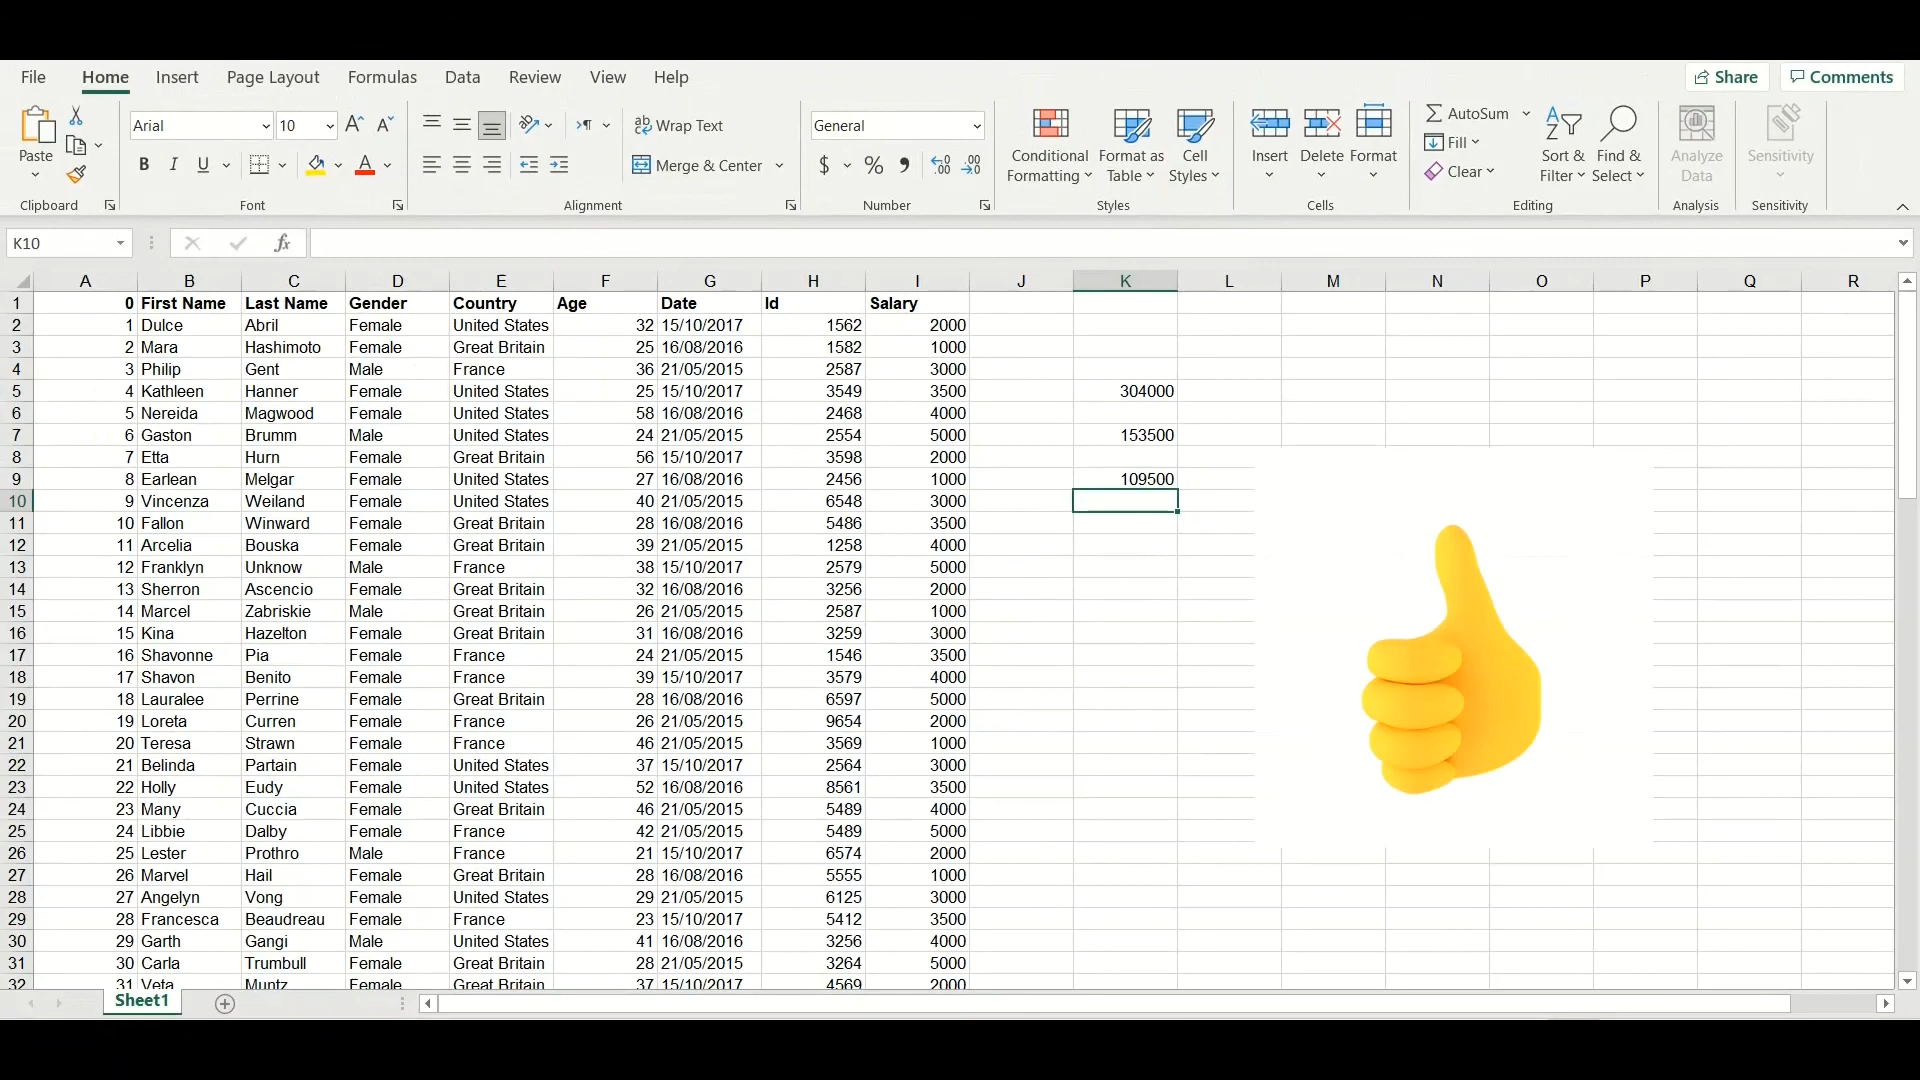 File Home Insert Page Layout Formulas Data Review View Help Share Comments
Arial 10 Wrap Text General AutoSum
Paste Conditional Format as Cell Insert Delete Format Fill Sort & Find & Analyze Sensitivity
B I U A Merge & Center $ % Formatting Table Styles Clear Filter Select Data
Clipboard Font Alignment Number Styles Cells Editing Analysis Sensitivity
K10 fx
A B C D E F G H I J K L M N O P Q R
1 0 First Name Last Name Gender Country Age Date Id Salary
2 1 Dulce Abril Female United States 32 15/10/2017 1562 2000
3 2 Mara Hashimoto Female Great Britain 25 16/08/2016 1582 1000
4 3 Philip Gent Male France 36 21/05/2015 2587 3000
5 4 Kathleen Hanner Female United States 25 15/10/2017 3549 3500 304000
6 5 Nereida Magwood Female United States 58 16/08/2016 2468 4000
7 6 Gaston Brumm Male United States 24 21/05/2015 2554 5000 153500
8 7 Etta Hurn Female Great Britain 56 15/10/2017 3598 2000
9 8 Earlean Melgar Female United States 27 16/08/2016 2456 1000 109500
10 9 Vincenza Weiland Female United States 40 21/05/2015 6548 3000
11 10 Fallon Winward Female Great Britain 28 16/08/2016 5486 3500
12 11 Arcelia Bouska Female Great Britain 39 21/05/2015 1258 4000
13 12 Franklyn Unknow Male France 38 15/10/2017 2579 5000
14 13 Sherron Ascencio Female Great Britain 32 16/08/2016 3256 2000
15 14 Marcel Zabriskie Male Great Britain 26 21/05/2015 2587 1000
16 15 Kina Hazelton Female Great Britain 31 16/08/2016 3259 3000
17 16 Shavonne Pia Female France 24 21/05/2015 1546 3500
18 17 Shavon Benito Female France 39 15/10/2017 3579 4000
19 18 Lauralee Perrine Female Great Britain 28 16/08/2016 6597 5000
20 19 Loreta Curren Female France 26 21/05/2015 9654 2000
21 20 Teresa Strawn Female France 46 21/05/2015 3569 1000
22 21 Belinda Partain Female United States 37 15/10/2017 2564 3000
23 22 Holly Eudy Female United States 52 16/08/2016 8561 3500
24 23 Many Cuccia Female Great Britain 46 21/05/2015 5489 4000
25 24 Libbie Dalby Female France 42 21/05/2015 5489 5000
26 25 Lester Prothro Male France 21 15/10/2017 6574 2000
27 26 Marvel Hail Female Great Britain 28 16/08/2016 5555 1000
28 27 Angelyn Vong Female United States 29 21/05/2015 6125 3000
29 28 Francesca Beaudreau Female France 23 15/10/2017 5412 3500
30 29 Garth Gangi Male United States 41 16/08/2016 3256 4000
31 30 Carla Trumbull Female Great Britain 28 21/05/2015 3264 5000
32 31 Veta Muntz Female Great Britain 37 15/10/2017 4569 2000
Sheet1